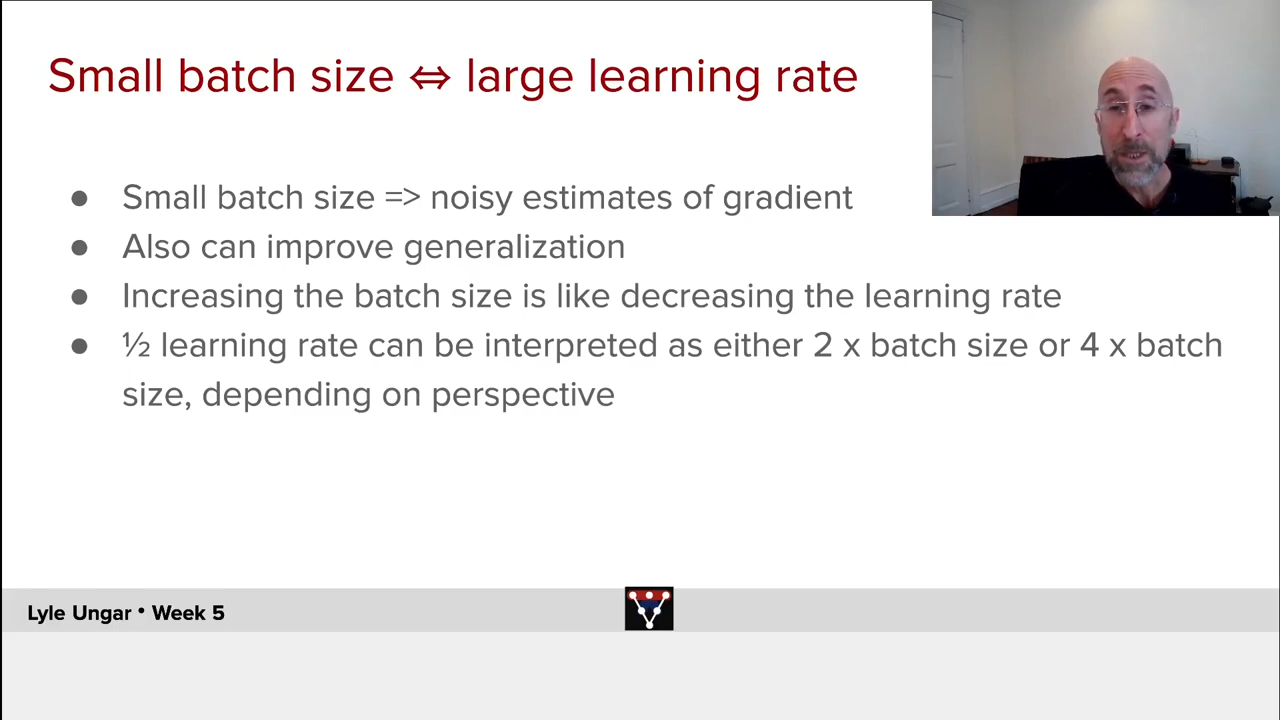 Small batch size ⇔ large learning rate
● Small batch size => noisy estimates of gradient
● Also can improve generalization
● Increasing the batch size is like decreasing the learning rate
● ½ learning rate can be interpreted as either 2 x batch size or 4 x batch
size, depending on perspective
Lyle Ungar • Week 5